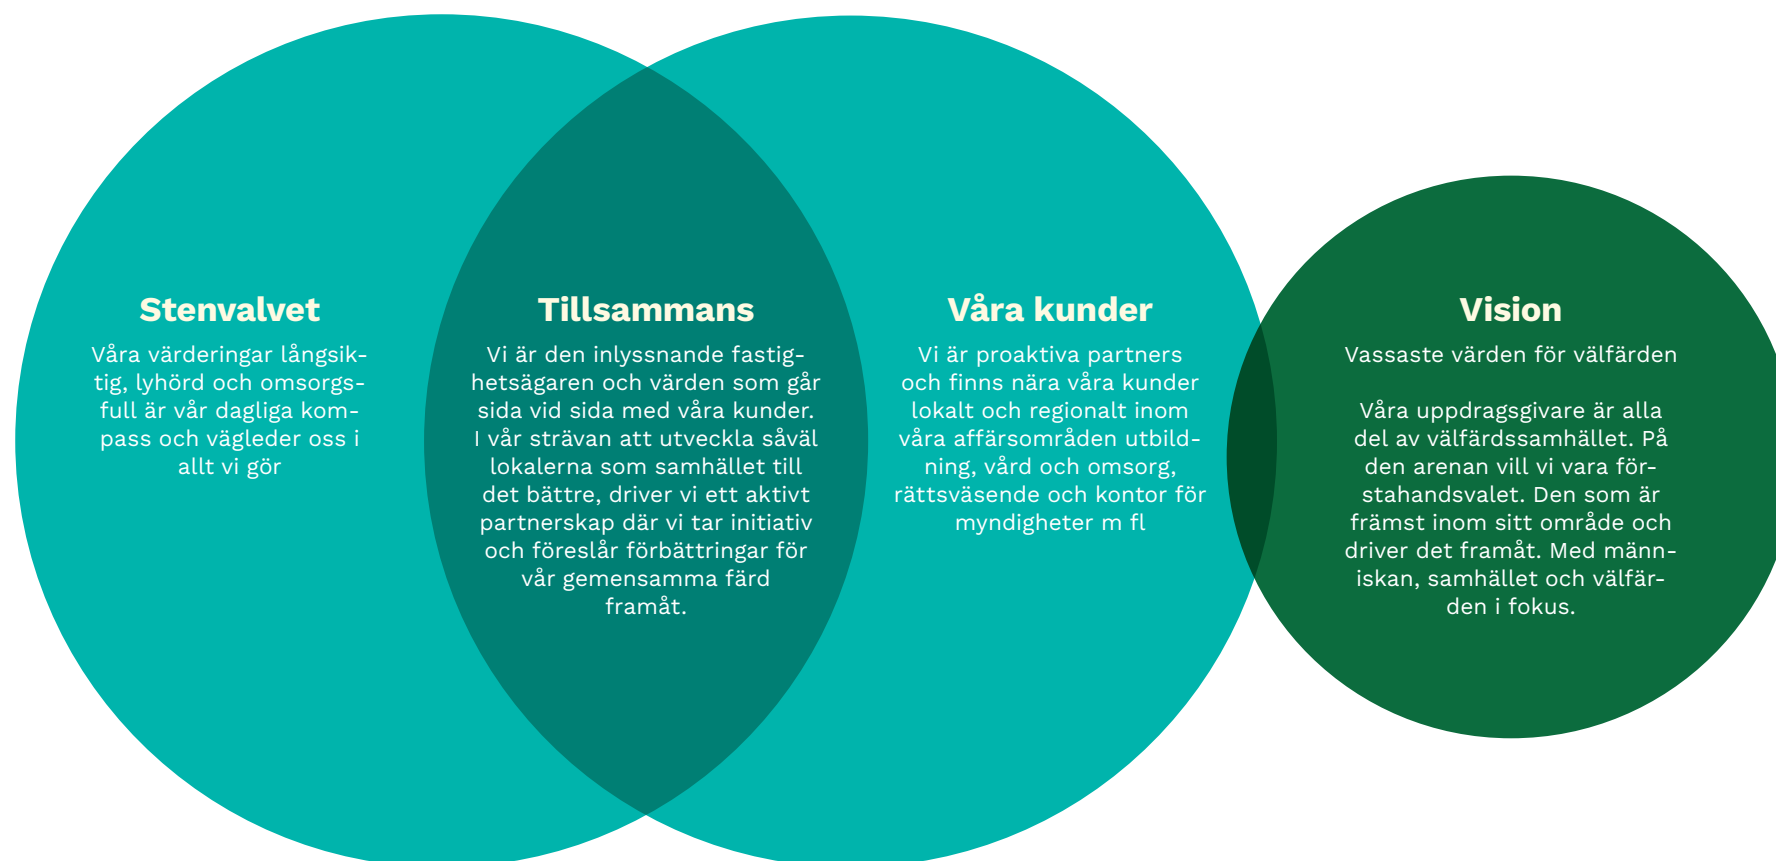 Stenvalvet
Våra värderingar långsik-
tig, lyhörd och omsorgs-
full är vår dagliga kom-
pass och vägleder oss i
allt vi gör
Tillsammans
Vi är den inlyssnande fastig-
hetsägaren och värden som går
sida vid sida med våra kunder.
I vår strävan att utveckla såväl
lokalerna som samhället till
det bättre, driver vi ett aktivt
partnerskap där vi tar initiativ
och föreslår förbättringar för
vår gemensamma färd
framåt.
Våra kunder
Vi är proaktiva partners
och finns nära våra kunder
lokalt och regionalt inom
våra affärsområden utbild-
ning, vård och omsorg,
rättsväsende och kontor för
myndigheter m fl
Vision
Vassaste värden för välfärden
Våra uppdragsgivare är alla
del av välfärdssamhället. På
den arenan vill vi vara för-
stahandsvalet. Den som är
främst inom sitt område och
driver det framåt. Med männ-
iskan, samhället och välfär-
den i fokus.